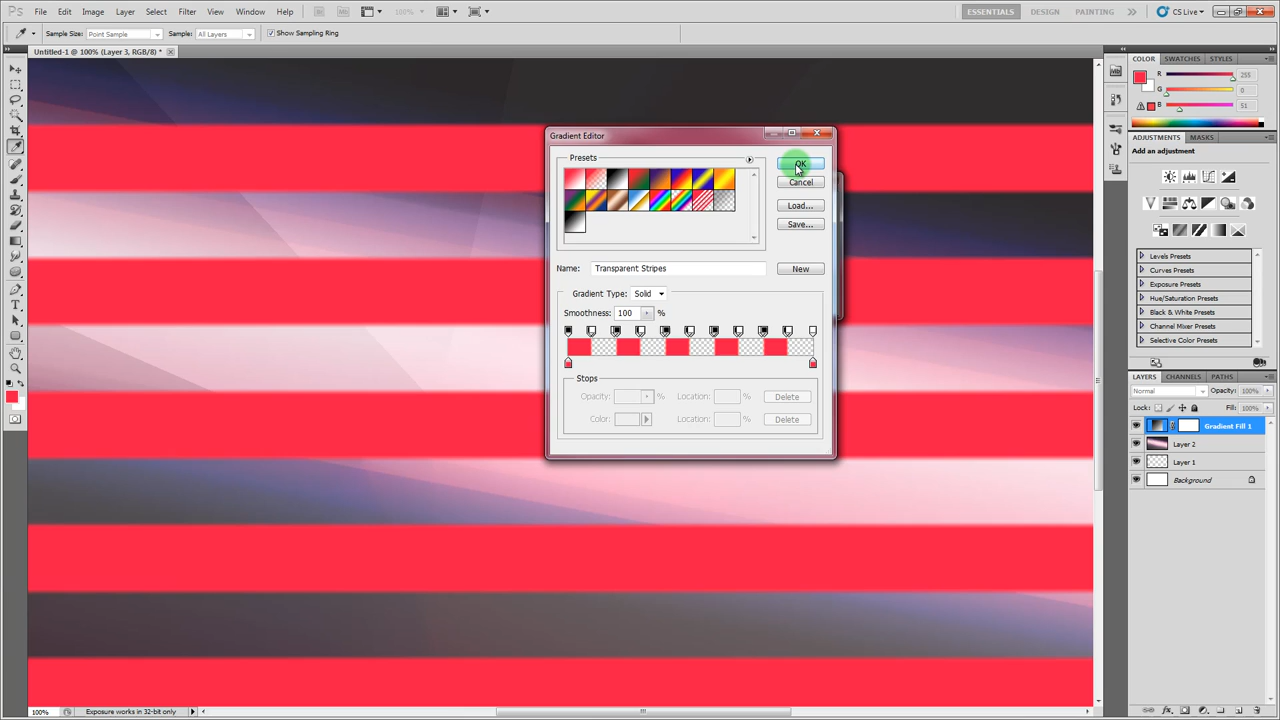 Ps File Edit Image Layer Select Filter View Window Help Br Mb 100% ESSENTIALS DESIGN PAINTING CS Live
Sample Size: Point Sample Sample: All Layers Show Sampling Ring
Untitled-1 @ 100% (Layer 3, RGB/8) *
COLOR SWATCHES STYLES
R 255
G 0
B 51
ADJUSTMENTS MASKS
Add an adjustment
Levels Presets
Curves Presets
Exposure Presets
Hue/Saturation Presets
Black & White Presets
Channel Mixer Presets
Selective Color Presets
LAYERS CHANNELS PATHS
Normal Opacity: 100%
Lock: Fill: 100%
Gradient Fill 1
Layer 2
Layer 1
Background
Gradient Editor
Presets
OK
Cancel
Load...
Save...
Name: Transparent Stripes New
Gradient Type: Solid
Smoothness: 100 %
Stops
Opacity: % Location: % Delete
Color: Location: % Delete
100% Exposure works in 32-bit only